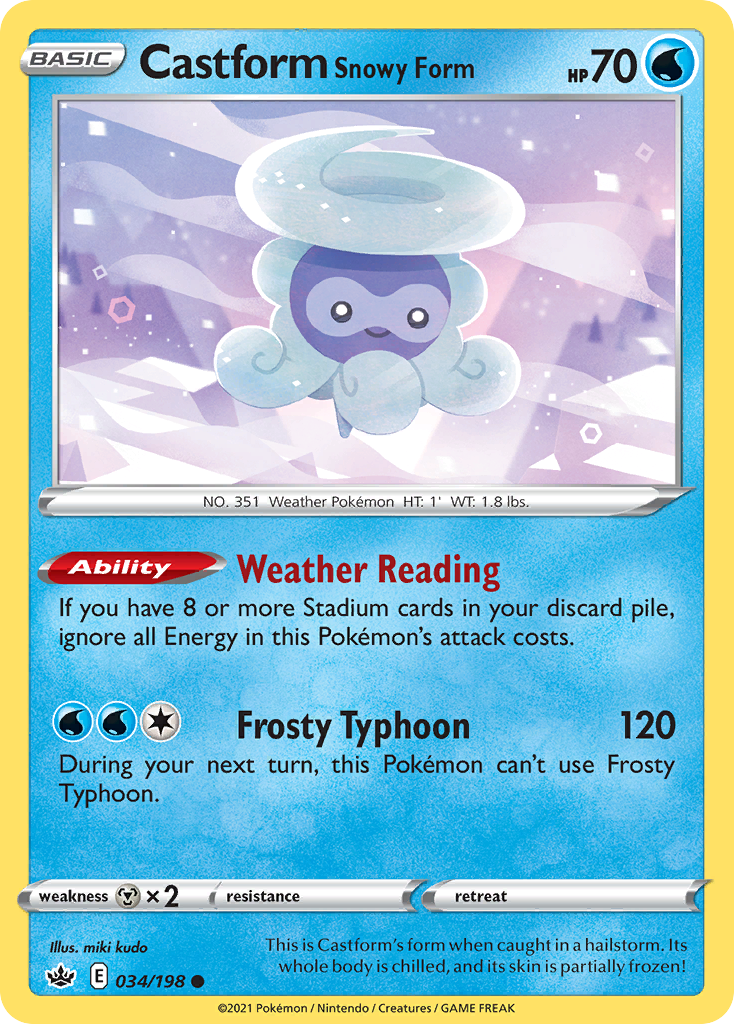 BASIC Castform Snowy Form HP 70
NO. 351 Weather Pokémon HT: 1' WT: 1.8 lbs.
Ability Weather Reading
If you have 8 or more Stadium cards in your discard pile,
ignore all Energy in this Pokémon's attack costs.
Frosty Typhoon 120
During your next turn, this Pokémon can't use Frosty
Typhoon.
weakness ×2 resistance retreat
Illus. miki kudo
This is Castform's form when caught in a hailstorm. Its
whole body is chilled, and its skin is partially frozen!
E 034/198
©2021 Pokémon / Nintendo / Creatures / GAME FREAK